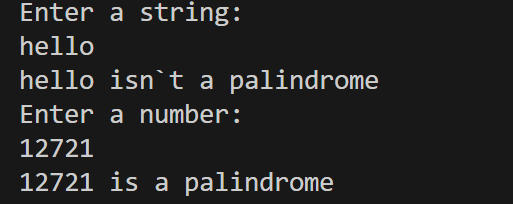 Enter a string:
hello
hello isn`t a palindrome
Enter a number:
12721
12721 is a palindrome